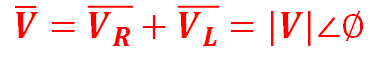 V̅ = V̅_R̅ + V̅_L̅ = |V|∠∅